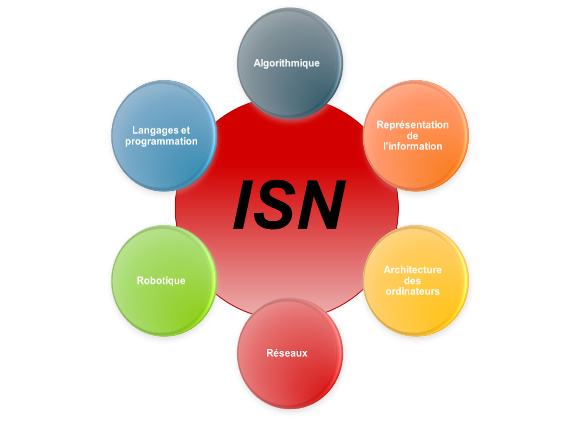 Algorithmique
Langages et
programmation
Représentation
de
l'information
ISN
Robotique
Architecture
des
ordinateurs
Réseaux